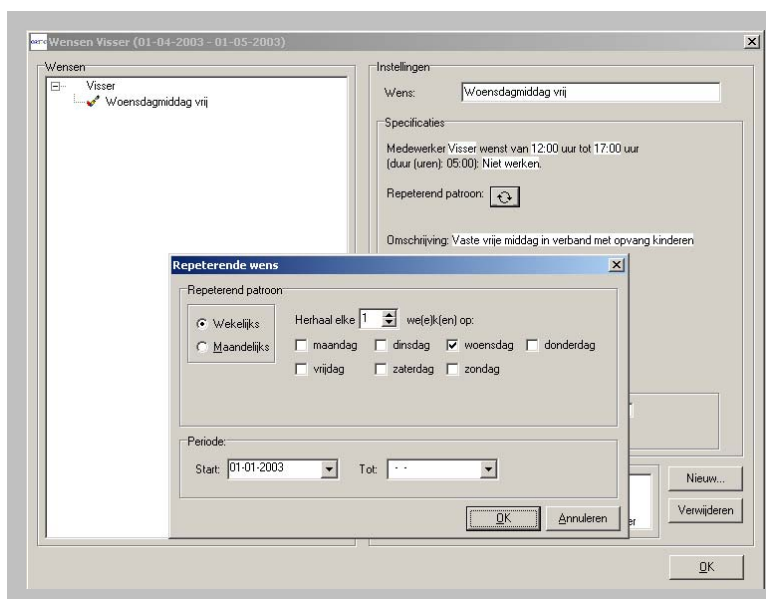 Wensen Visser (01-04-2003 - 01-05-2003)
Wensen
Visser
Woensdagmiddag vrij
Instellingen
Wens: Woensdagmiddag vrij
Specificaties
Medewerker Visser wenst van 12:00 uur tot 17:00 uur
(duur (uren): 05:00): Niet werken.
Repeterend patroon:
Omschrijving: Vaste vrije middag in verband met opvang kinderen
Repeterende wens
Repeterend patroon
Wekelijks
Maandelijks
Herhaal elke 1 we(e)k(en) op:
maandag dinsdag woensdag donderdag
vrijdag zaterdag zondag
Periode:
Start: 01-01-2003 Tot: - -
OK Annuleren
Nieuw...
Verwijderen
OK